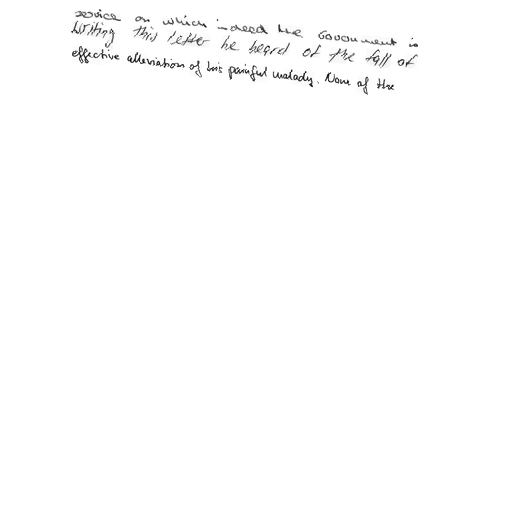 service on which indeed the Government is
Writing this letter he heard of the fall of
effective alleviation of his painful malady. None of the